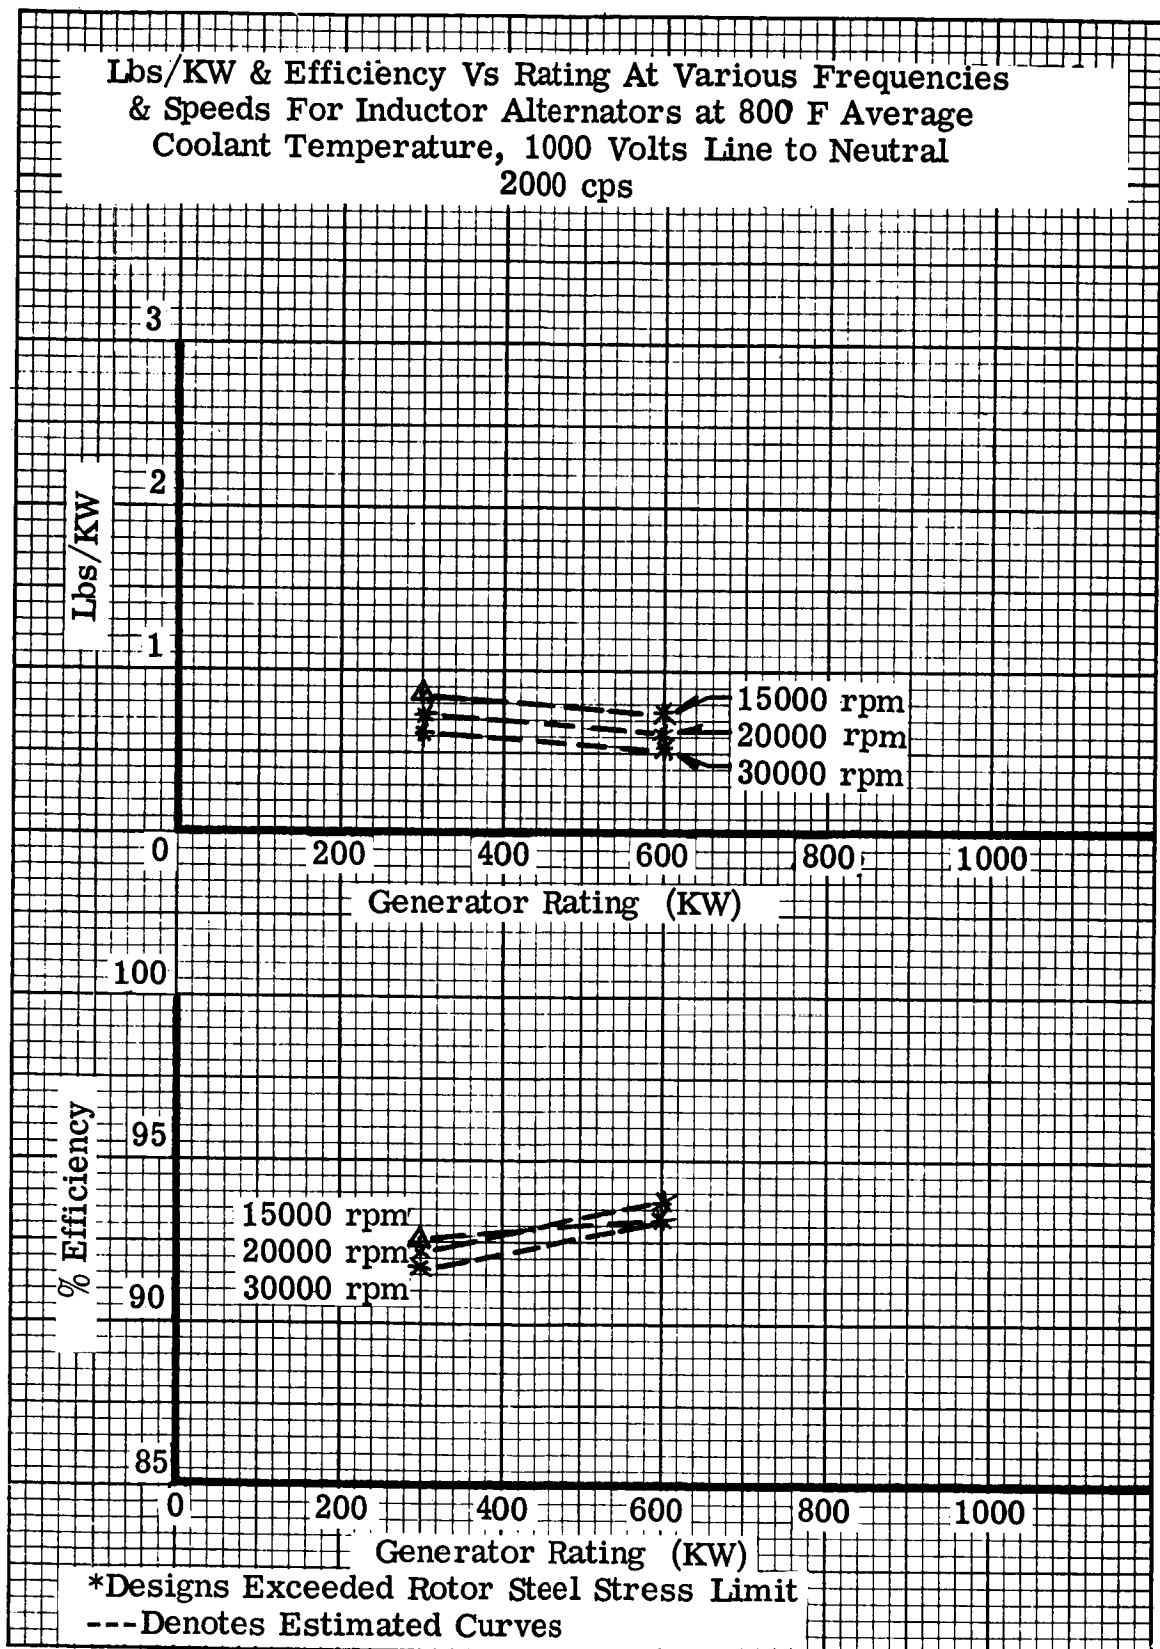 Lbs/KW & Efficiency Vs Rating At Various Frequencies
& Speeds For Inductor Alternators at 800 F Average
Coolant Temperature, 1000 Volts Line to Neutral
2000 cps
3
2
Lbs/KW
1
15000 rpm
20000 rpm
30000 rpm
0 200 400 600 800 1000
Generator Rating (KW)
100
95
% Efficiency
15000 rpm
20000 rpm
30000 rpm
90
85
0 200 400 600 800 1000
Generator Rating (KW)
*Designs Exceeded Rotor Steel Stress Limit
---Denotes Estimated Curves